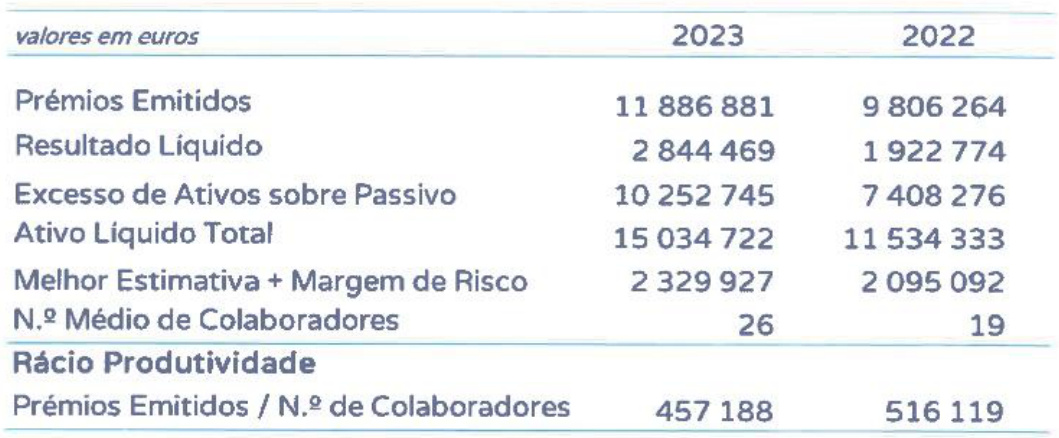 valores em euros 2023 2022
Prémios Emitidos 11 886 881 9 806 264
Resultado Líquido 2 844 469 1 922 774
Excesso de Ativos sobre Passivo 10 252 745 7 408 276
Ativo Líquido Total 15 034 722 11 534 333
Melhor Estimativa + Margem de Risco 2 329 927 2 095 092
N.º Médio de Colaboradores 26 19
Rácio Produtividade
Prémios Emitidos / N.º de Colaboradores 457 188 516 119